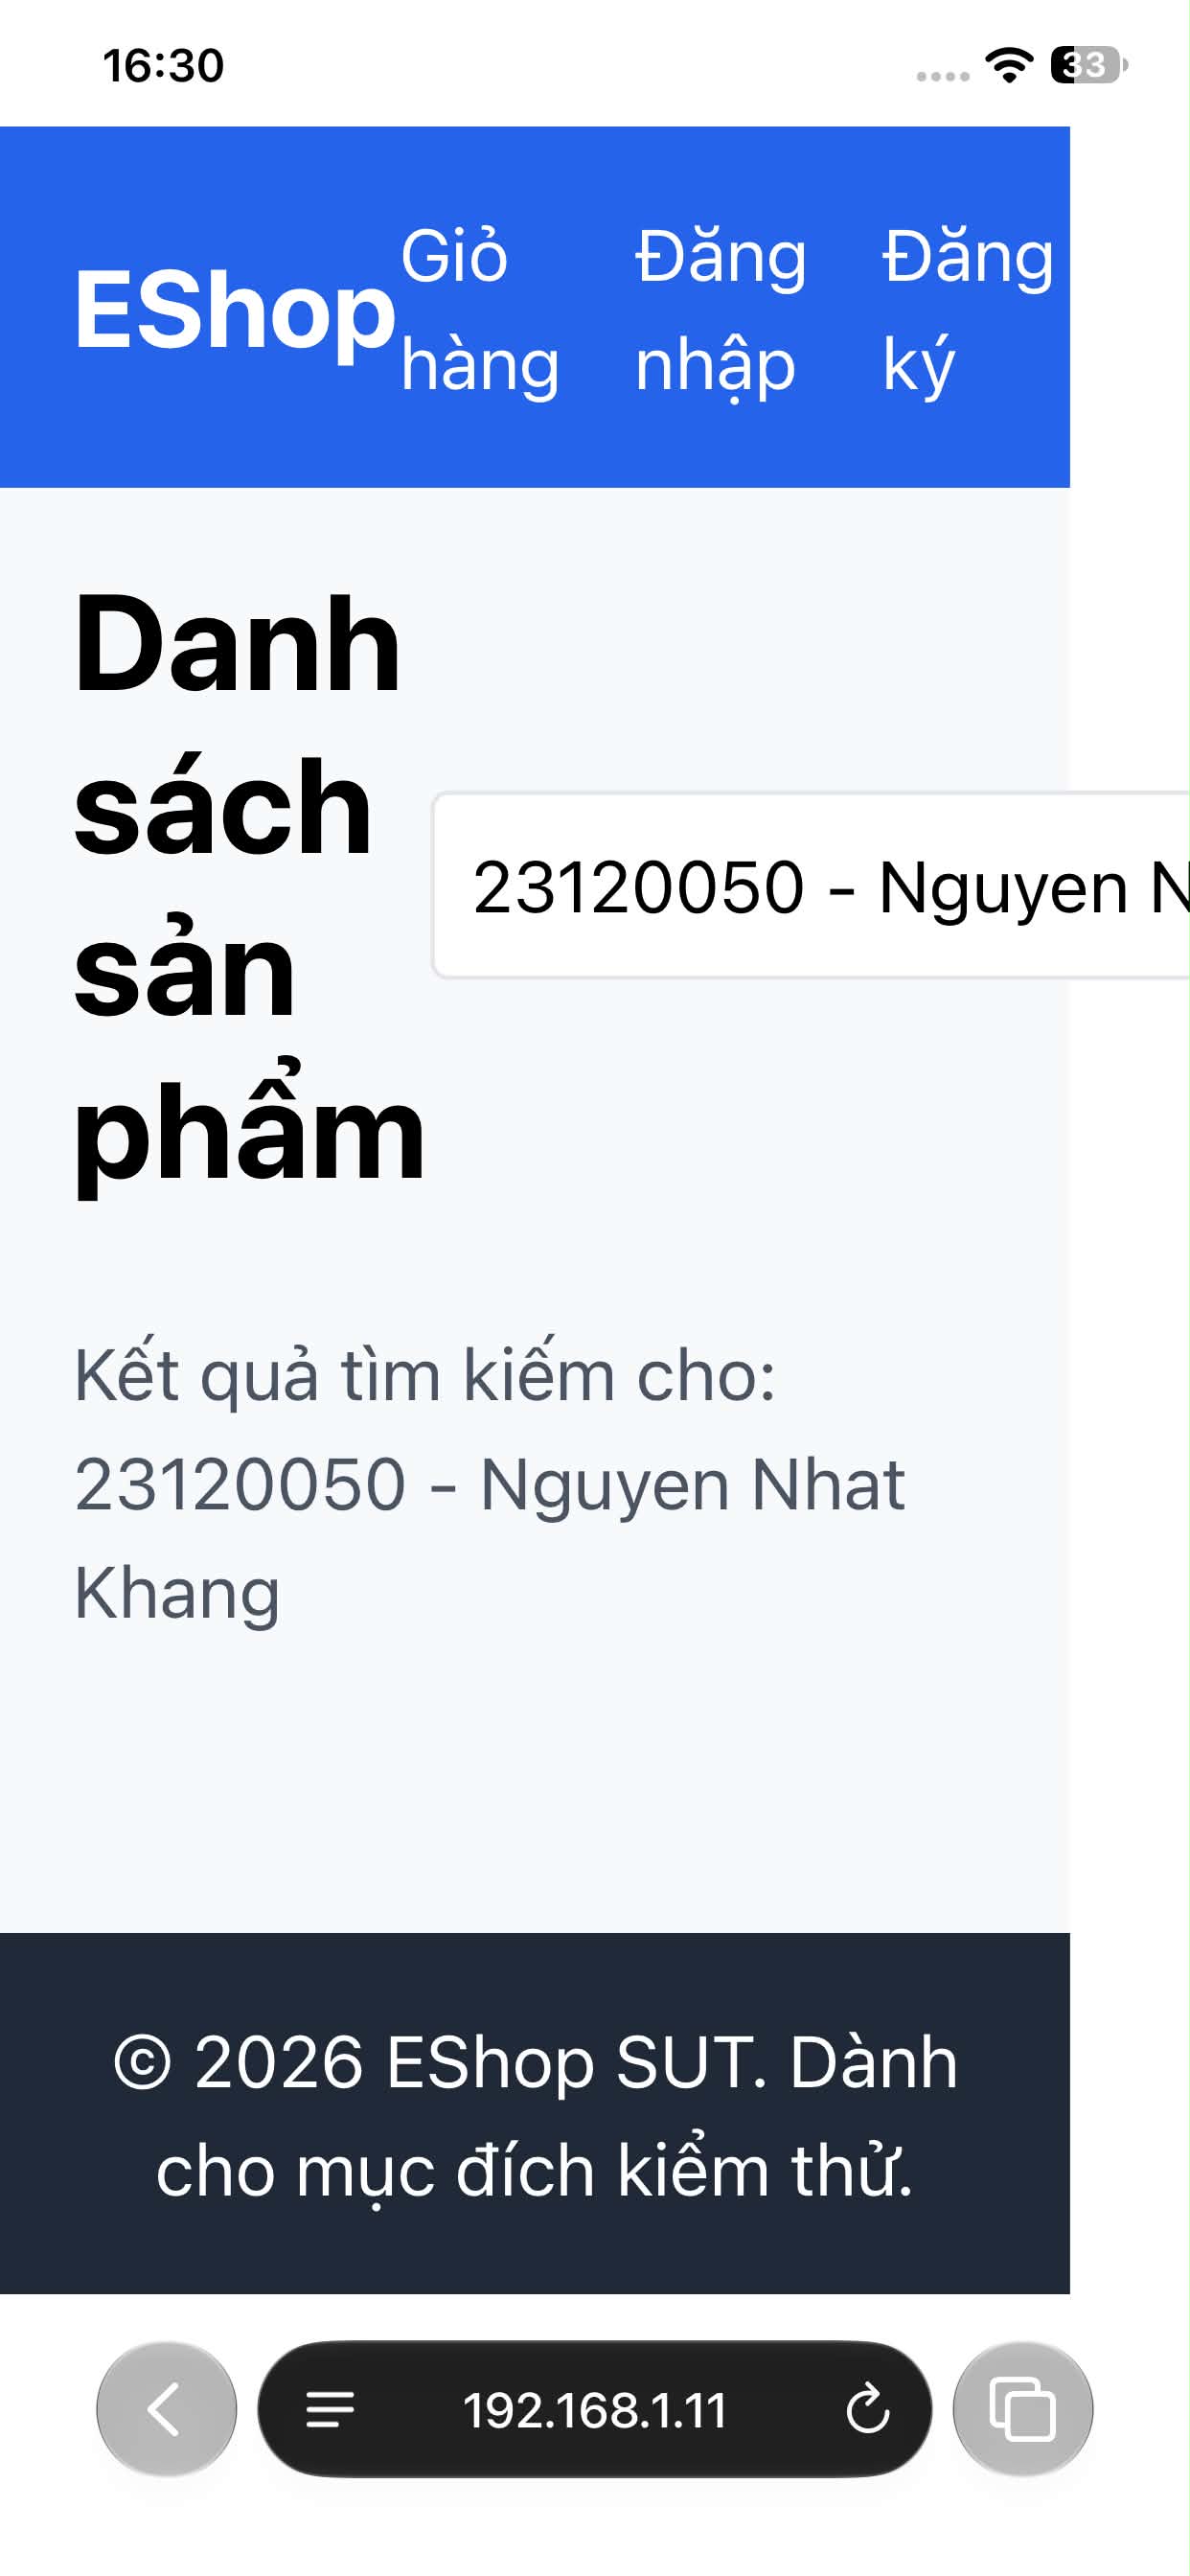 16:30
33
EShop
Giỏ hàng
Đăng nhập
Đăng ký
Danh
sách
sản
phẩm
23120050 - Nguyen N
Kết quả tìm kiếm cho:
23120050 - Nguyen Nhat
Khang
© 2026 EShop SUT. Dành
cho mục đích kiểm thử.
192.168.1.11